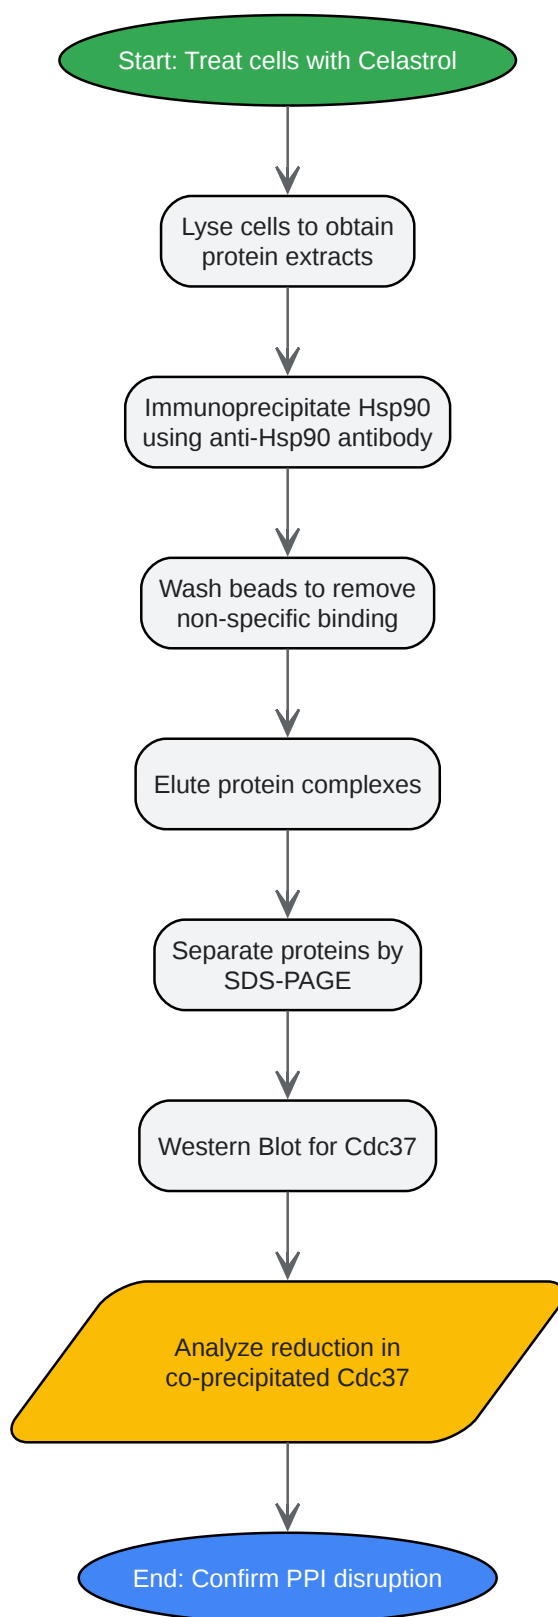 Start: Treat cells with Celastrol
Lyse cells to obtain
protein extracts
Immunoprecipitate Hsp90
using anti-Hsp90 antibody
Wash beads to remove
non-specific binding
Elute protein complexes
Separate proteins by
SDS-PAGE
Western Blot for Cdc37
Analyze reduction in
co-precipitated Cdc37
End: Confirm PPI disruption